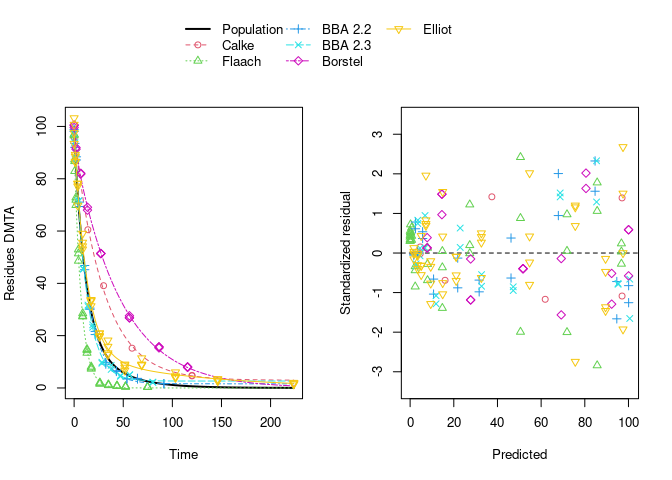 Population BBA 2.2 Elliot
Calke BBA 2.3
Flaach Borstel
Residues DMTA
100
80
60
40
20
0
0 50 100 150 200
Time
Standardized residual
3
2
1
0
-1
-2
-3
0 20 40 60 80 100
Predicted